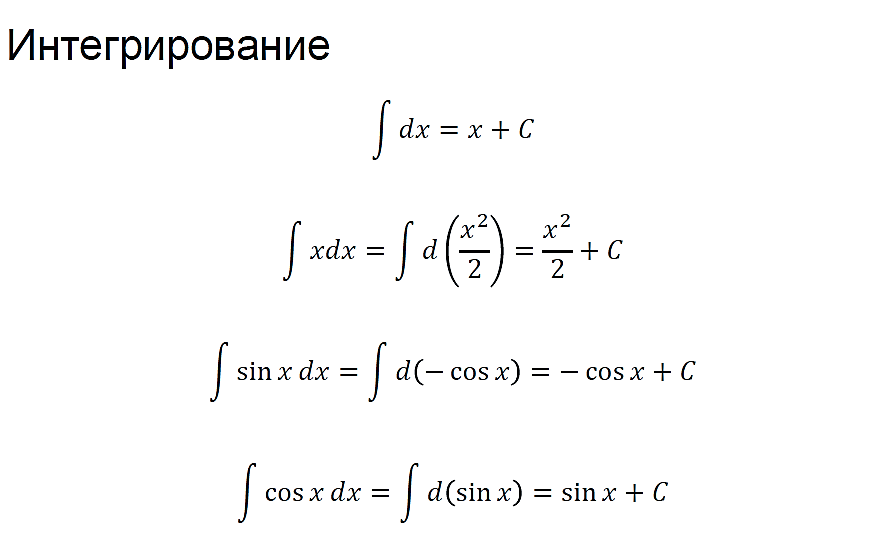 Интегрирование
∫ dx = x + C
∫ xdx = ∫ d(x²/2) = x²/2 + C
∫ sin x dx = ∫ d(− cos x) = − cos x + C
∫ cos x dx = ∫ d(sin x) = sin x + C